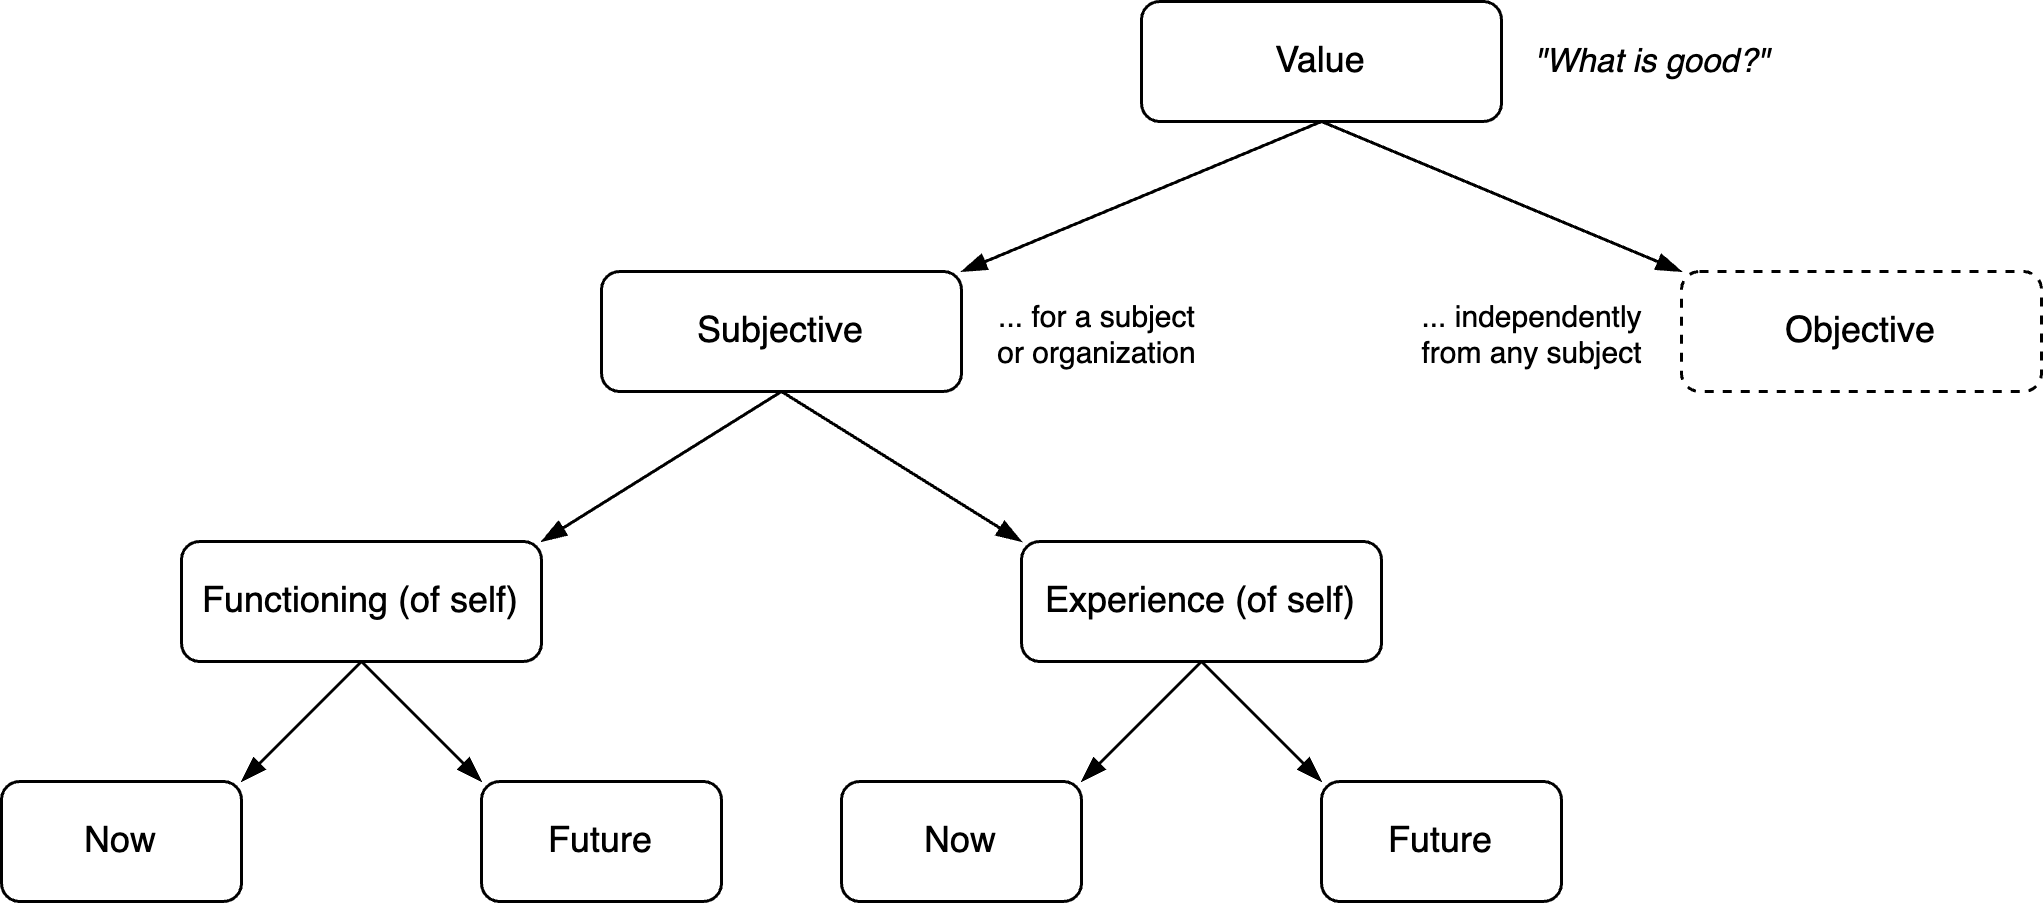 Value
"What is good?"
Subjective
... for a subject
or organization
... independently
from any subject
Objective
Functioning (of self)
Experience (of self)
Now
Future
Now
Future